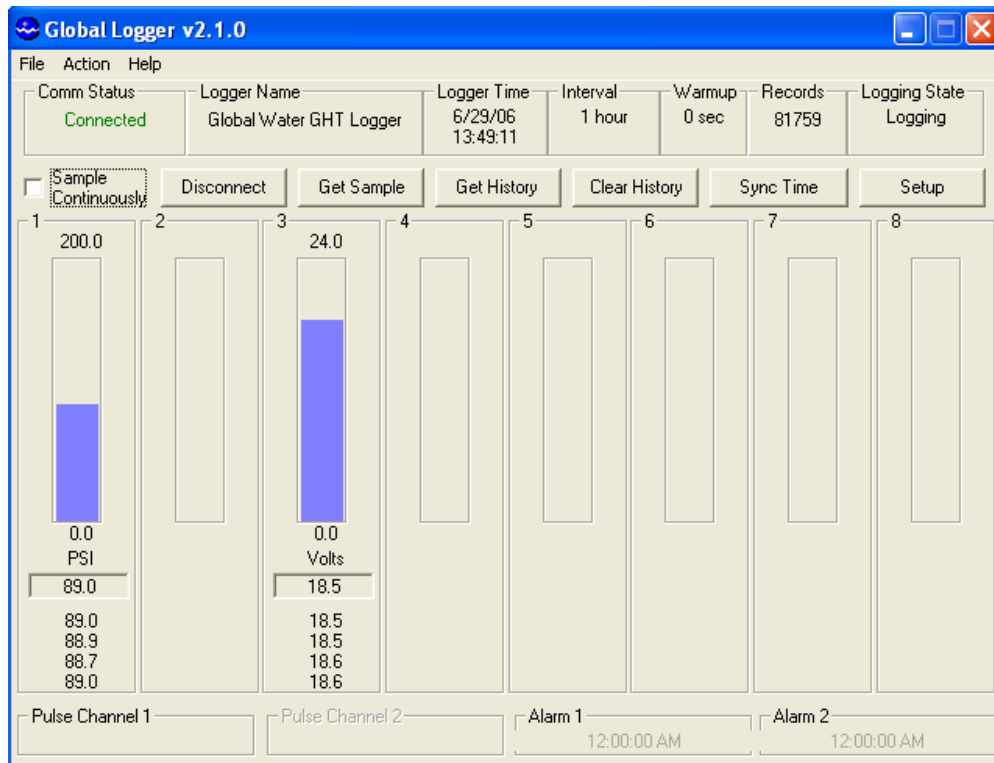 Global Logger v2.1.0
File Action Help
Comm Status
Connected
Logger Name
Global Water GHT Logger
Logger Time
6/29/06
13:49:11
Interval
1 hour
Warmup
0 sec
Records
81759
Logging State
Logging
Sample
Continuously
Disconnect
Get Sample
Get History
Clear History
Sync Time
Setup
1
200.0
0.0
PSI
89.0
89.0
88.9
88.7
89.0
2
3
24.0
0.0
Volts
18.5
18.5
18.5
18.6
18.6
4
5
6
7
8
Pulse Channel 1
Pulse Channel 2
Alarm 1
12:00:00 AM
Alarm 2
12:00:00 AM